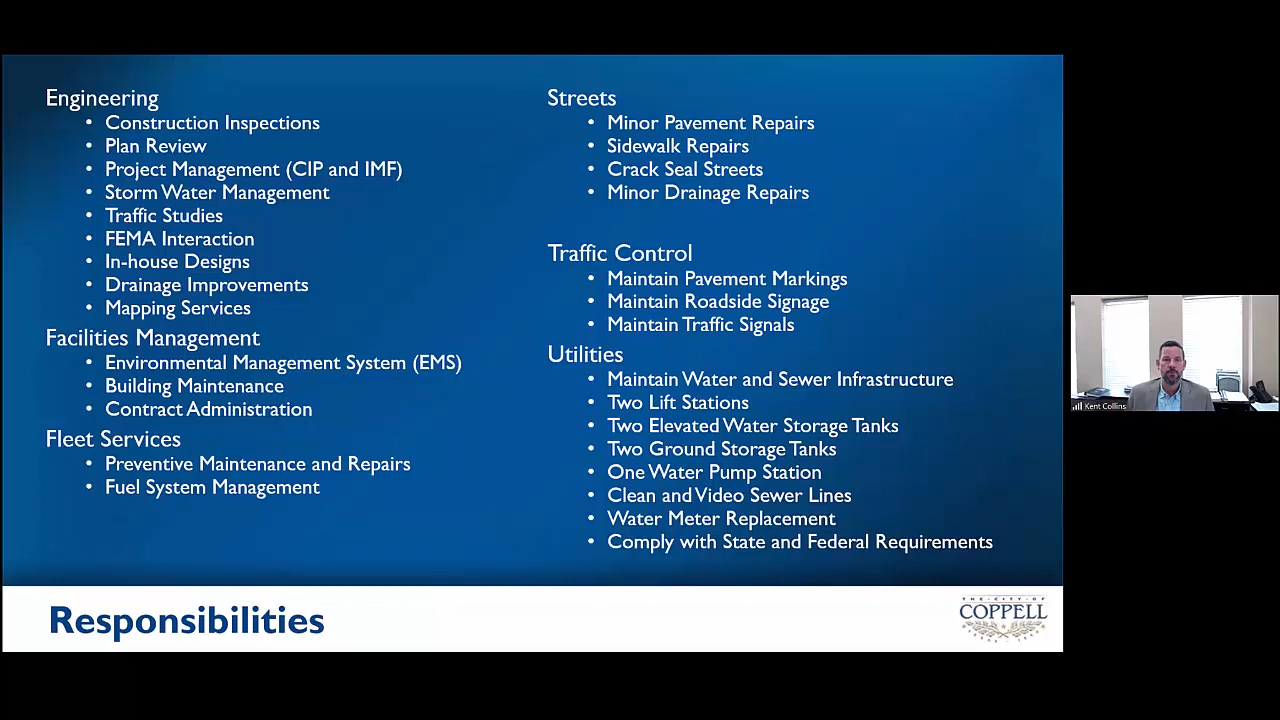 Engineering
• Construction Inspections
• Plan Review
• Project Management (CIP and IMF)
• Storm Water Management
• Traffic Studies
• FEMA Interaction
• In-house Designs
• Drainage Improvements
• Mapping Services
Facilities Management
• Environmental Management System (EMS)
• Building Maintenance
• Contract Administration
Fleet Services
• Preventive Maintenance and Repairs
• Fuel System Management
Streets
• Minor Pavement Repairs
• Sidewalk Repairs
• Crack Seal Streets
• Minor Drainage Repairs
Traffic Control
• Maintain Pavement Markings
• Maintain Roadside Signage
• Maintain Traffic Signals
Utilities
• Maintain Water and Sewer Infrastructure
• Two Lift Stations
• Two Elevated Water Storage Tanks
• Two Ground Storage Tanks
• One Water Pump Station
• Clean and Video Sewer Lines
• Water Meter Replacement
• Comply with State and Federal Requirements
Responsibilities
THE CITY OF
COPPELL
Kent Collins